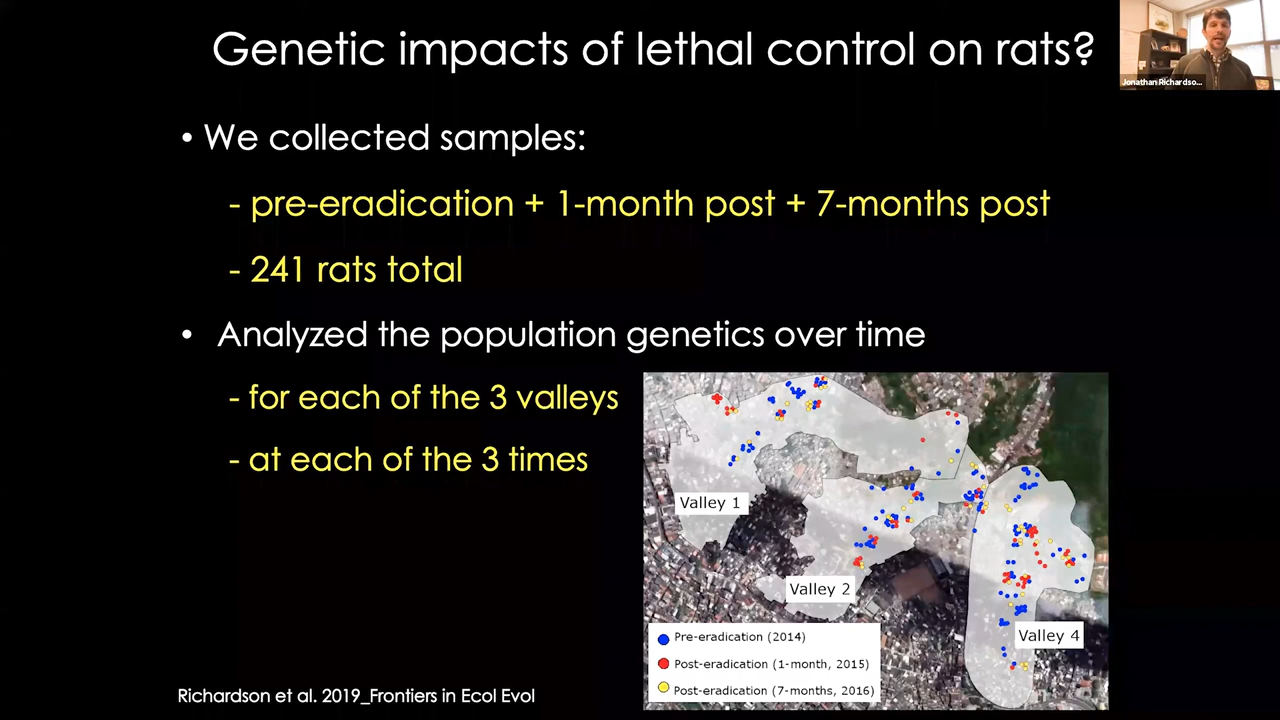 Genetic impacts of lethal control on rats?
Jonathan Richardso...
• We collected samples:
- pre-eradication + 1-month post + 7-months post
- 241 rats total
• Analyzed the population genetics over time
- for each of the 3 valleys
- at each of the 3 times
Valley 1
Valley 2
Valley 4
Pre-eradication (2014)
Post-eradication (1-month, 2015)
Post-eradication (7-months, 2016)
Richardson et al. 2019_Frontiers in Ecol Evol